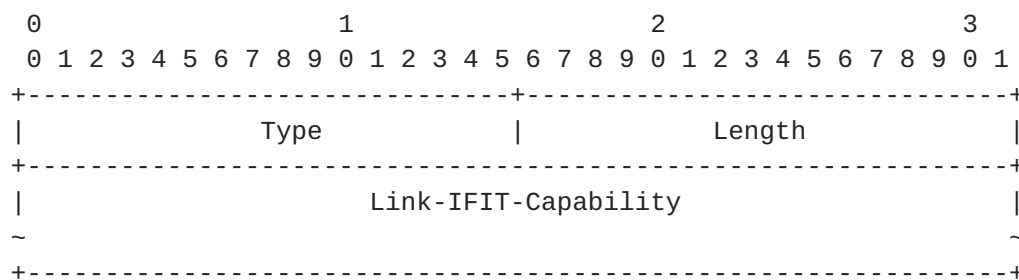 0                   1                   2                   3
 0 1 2 3 4 5 6 7 8 9 0 1 2 3 4 5 6 7 8 9 0 1 2 3 4 5 6 7 8 9 0 1
+-------------------------------+-------------------------------+
|               Type            |            Length             |
+---------------------------------------------------------------+
|                      Link-IFIT-Capability                     |
~                                                               ~
+---------------------------------------------------------------+